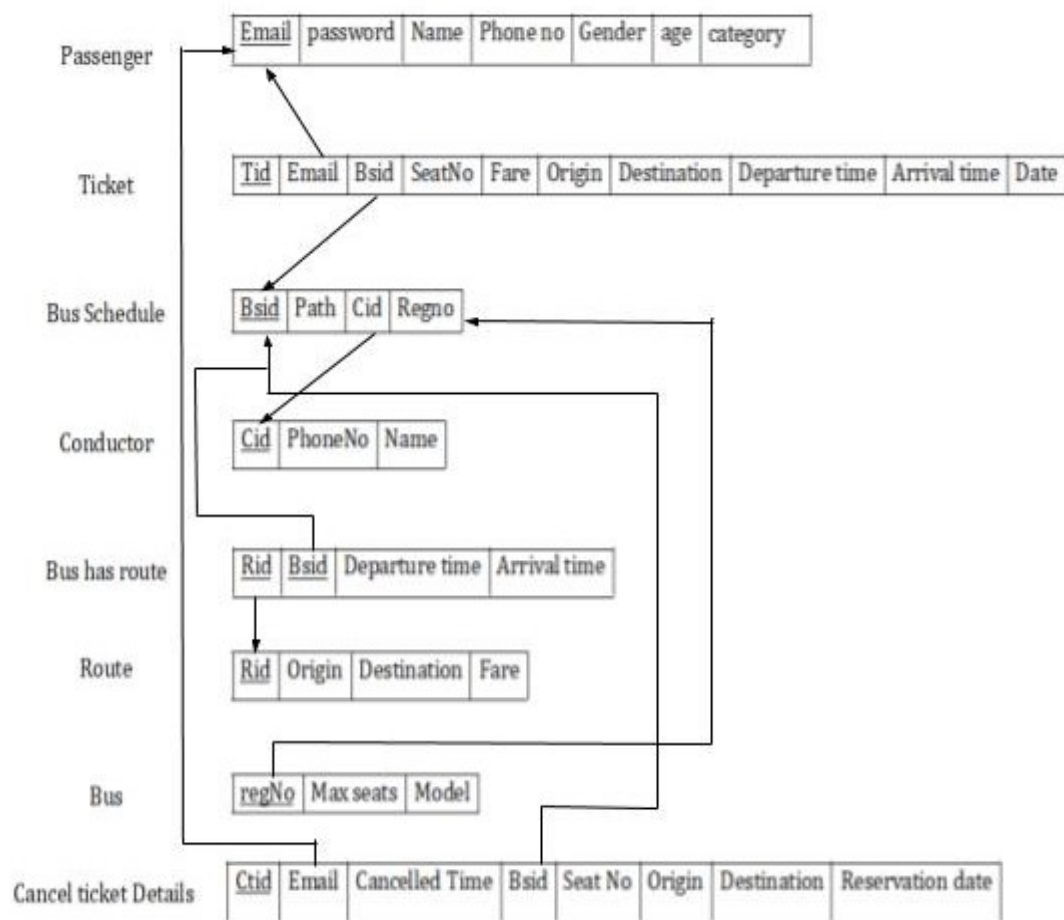 Passenger
Email password Name Phone no Gender age category
Ticket
Tid Email Bsid SeatNo Fare Origin Destination Departure time Arrival time Date
Bus Schedule
Bsid Path Cid Regno
Conductor
Cid PhoneNo Name
Bus has route
Rid Bsid Departure time Arrival time
Route
Rid Origin Destination Fare
Bus
regNo Max seats Model
Cancel ticket Details
Ctid Email Cancelled Time Bsid Seat No Origin Destination Reservation date